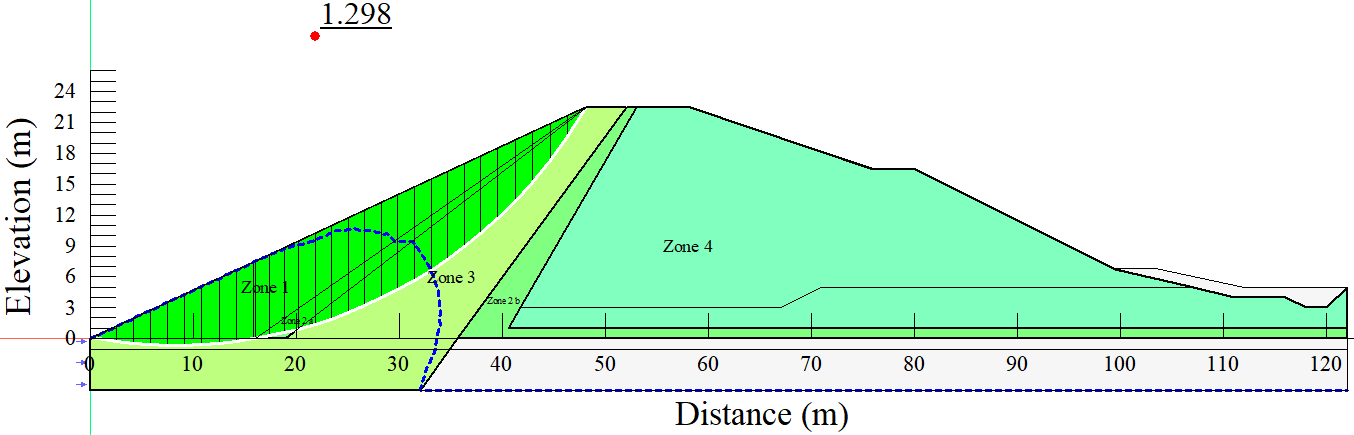 1.298
Elevation (m)
24
21
18
15
12
9
6
3
0
Zone 1
Zone 2 a
Zone 3
Zone 2 b
Zone 4
0 10 20 30 40 50 60 70 80 90 100 110 120
Distance (m)